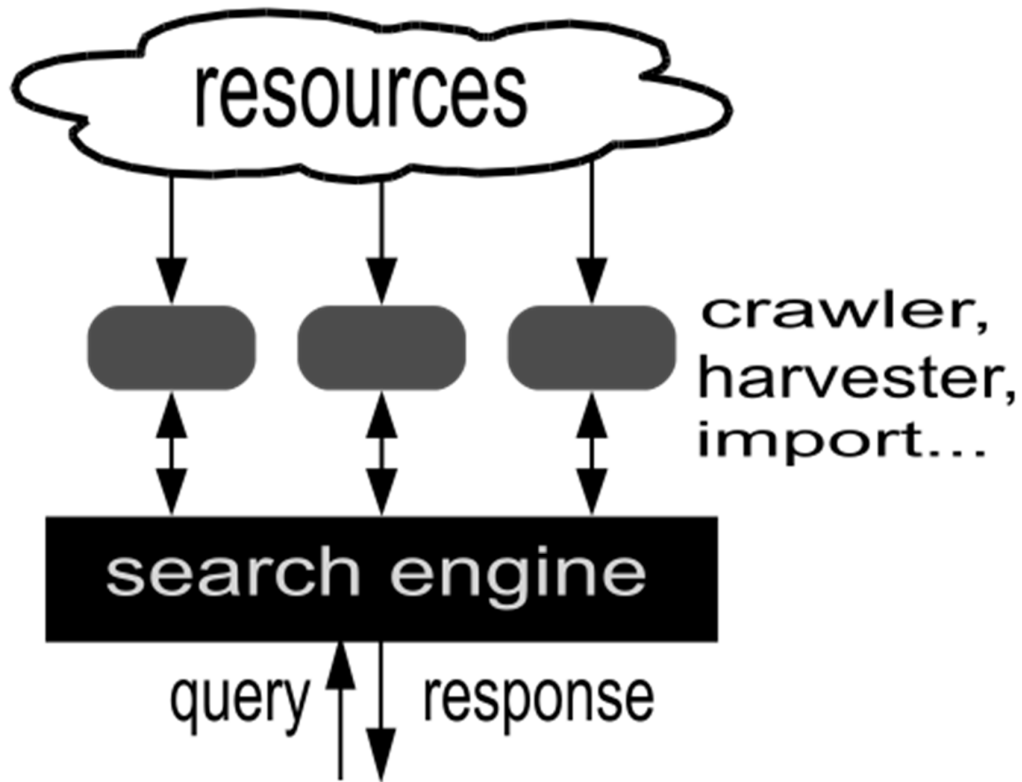 resources
crawler,
harvester,
import...
search engine
query response